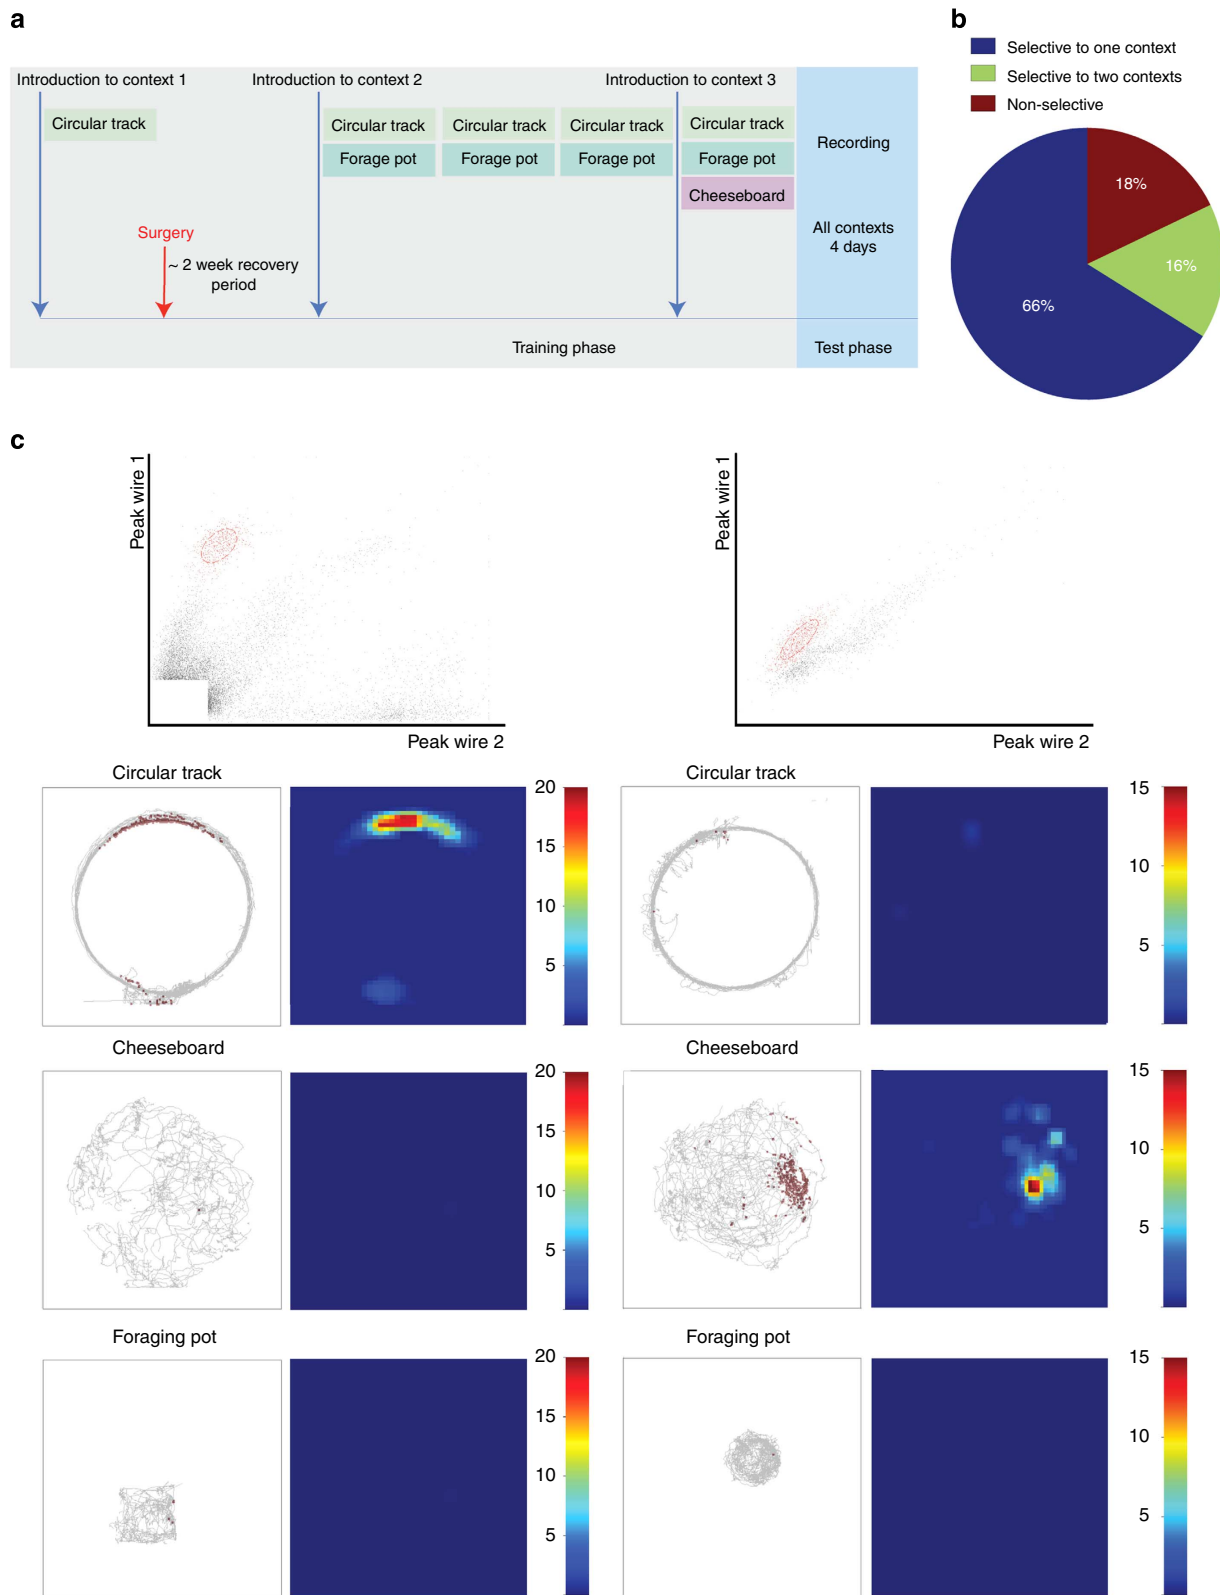 a
Introduction to context 1
Introduction to context 2
Introduction to context 3
Circular track
Circular track
Circular track
Circular track
Circular track
Forage pot
Forage pot
Forage pot
Forage pot
Cheeseboard
Surgery
~ 2 week recovery
period
Recording
All contexts
4 days
Training phase
Test phase
b
Selective to one context
Selective to two contexts
Non-selective
18%
16%
66%
c
Peak wire 1
Peak wire 2
Peak wire 1
Peak wire 2
Circular track
20
15
10
5
Circular track
15
10
5
Cheeseboard
20
15
10
5
Cheeseboard
15
10
5
Foraging pot
20
15
10
5
Foraging pot
15
10
5